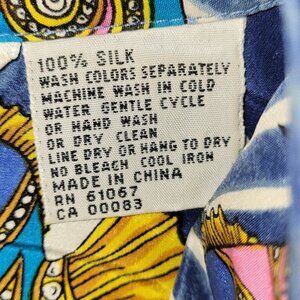 100% SILK
WASH COLORS SEPARATELY
MACHINE WASH IN COLD
WATER GENTLE CYCLE
OR HAND WASH
OR DRY CLEAN
LINE DRY OR HANG TO DRY
NO BLEACH COOL IRON
MADE IN CHINA
RN 61067
CA 00083